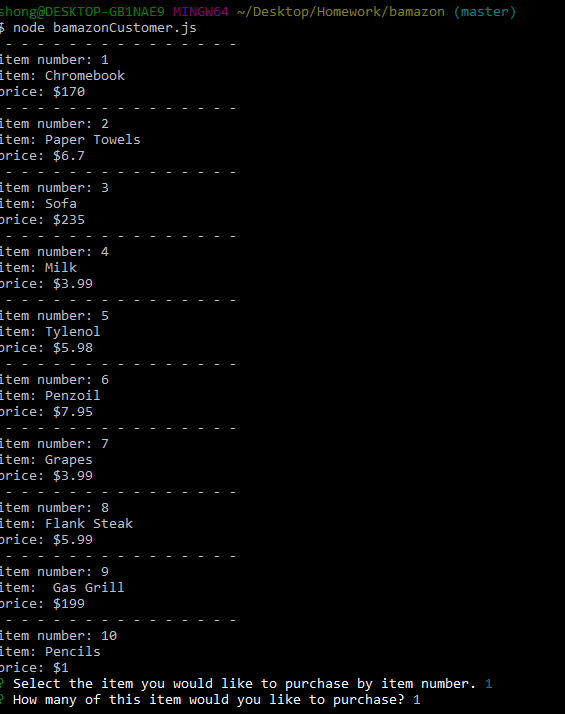 shong@DESKTOP-GB1NAE9 MINGW64 ~/Desktop/Homework/bamazon (master)
$ node bamazonCustomer.js
- - - - - - - - - - - - - - -
item number: 1
item: Chromebook
price: $170
- - - - - - - - - - - - - - -
item number: 2
item: Paper Towels
price: $6.7
- - - - - - - - - - - - - - -
item number: 3
item: Sofa
price: $235
- - - - - - - - - - - - - - -
item number: 4
item: Milk
price: $3.99
- - - - - - - - - - - - - - -
item number: 5
item: Tylenol
price: $5.98
- - - - - - - - - - - - - - -
item number: 6
item: Penzoil
price: $7.95
- - - - - - - - - - - - - - -
item number: 7
item: Grapes
price: $3.99
- - - - - - - - - - - - - - -
item number: 8
item: Flank Steak
price: $5.99
- - - - - - - - - - - - - - -
item number: 9
item:  Gas Grill
price: $199
- - - - - - - - - - - - - - -
item number: 10
item: Pencils
price: $1
? Select the item you would like to purchase by item number. 1
? How many of this item would you like to purchase? 1